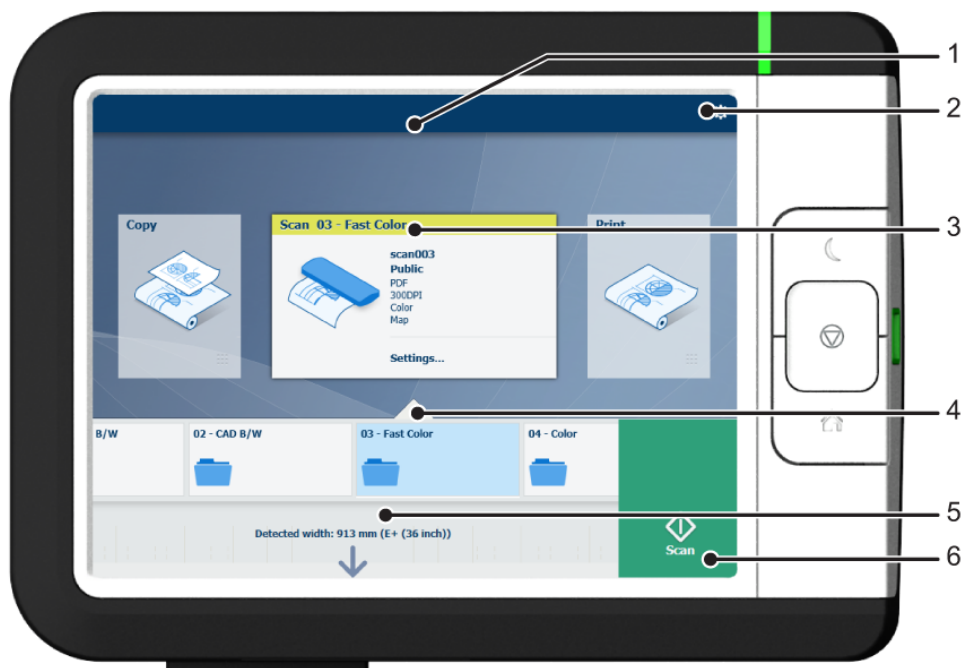 1
2
Copy
Scan 03 - Fast Color
Print
3
scan003
Public
PDF
300DPI
Color
Map
Settings...
4
B/W
02 - CAD B/W
03 - Fast Color
04 - Color
5
Detected width: 913 mm (E+ (36 inch))
Scan
6